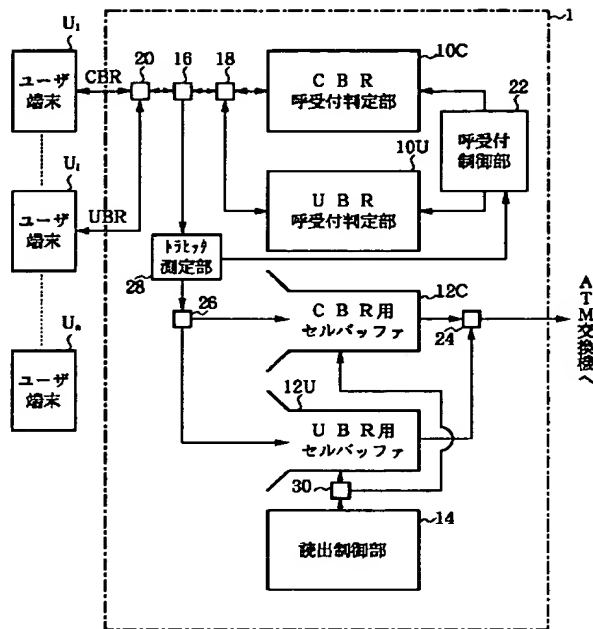 1
U₁
ユーザ
端末
CBR
20
16
18
10C
CBR
呼受付判定部
22
呼受付
制御部
Uᵢ
ユーザ
端末
UBR
10U
UBR
呼受付判定部
トラヒック
測定部
28
26
12C
CBR用
セルバッファ
24
ATM交換機へ
Uₙ
ユーザ
端末
12U
UBR用
セルバッファ
30
14
読出制御部